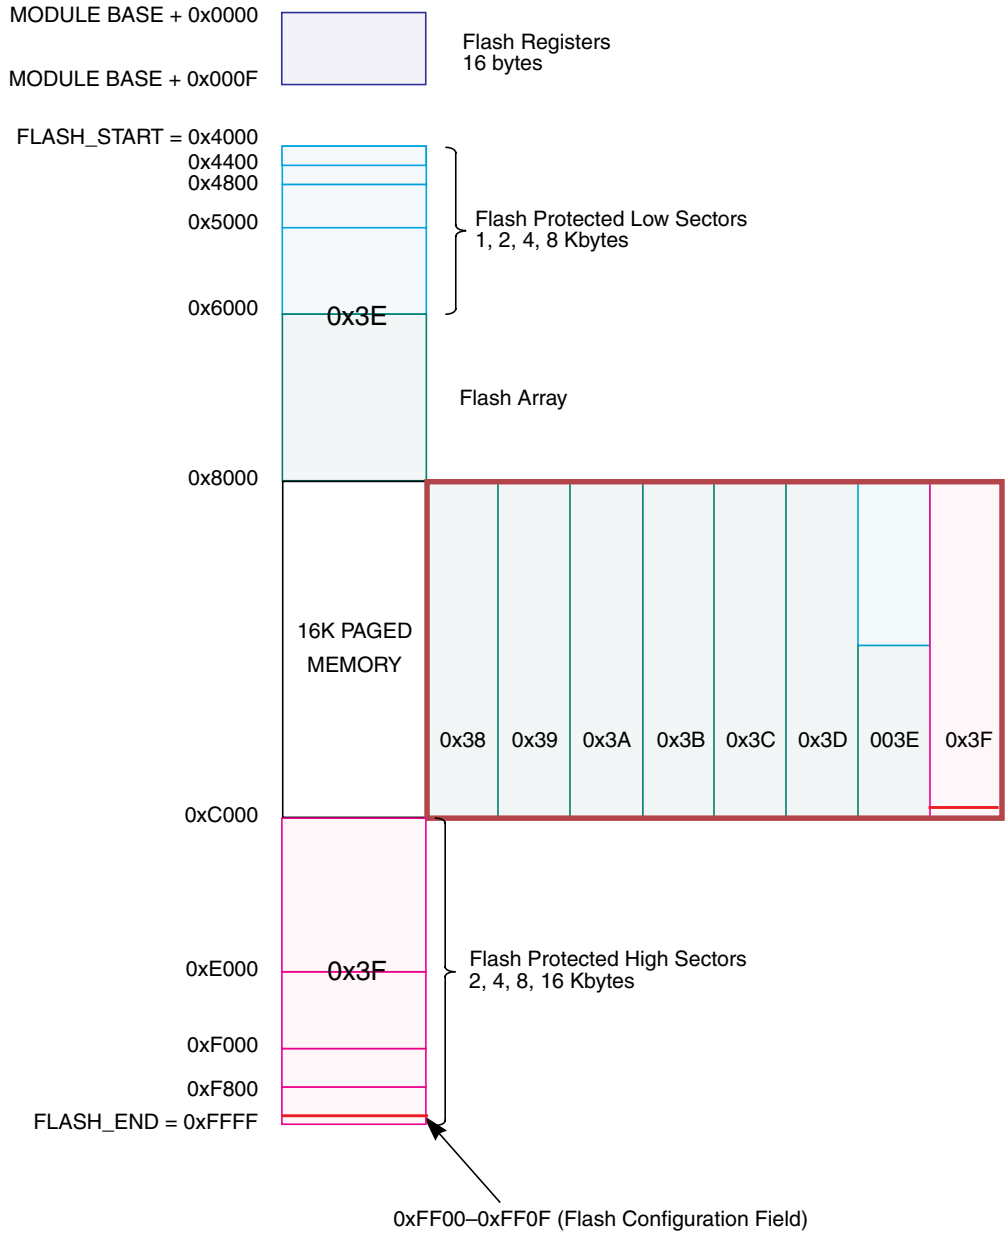 MODULE BASE + 0x0000
Flash Registers
16 bytes
MODULE BASE + 0x000F
FLASH_START = 0x4000
0x4400
0x4800
0x5000
Flash Protected Low Sectors
1, 2, 4, 8 Kbytes
0x6000
0x3E
Flash Array
0x8000
16K PAGED
MEMORY
0x38 0x39 0x3A 0x3B 0x3C 0x3D 003E 0x3F
0xC000
Flash Protected High Sectors
2, 4, 8, 16 Kbytes
0xE000
0x3F
0xF000
0xF800
FLASH_END = 0xFFFF
0xFF00–0xFF0F (Flash Configuration Field)